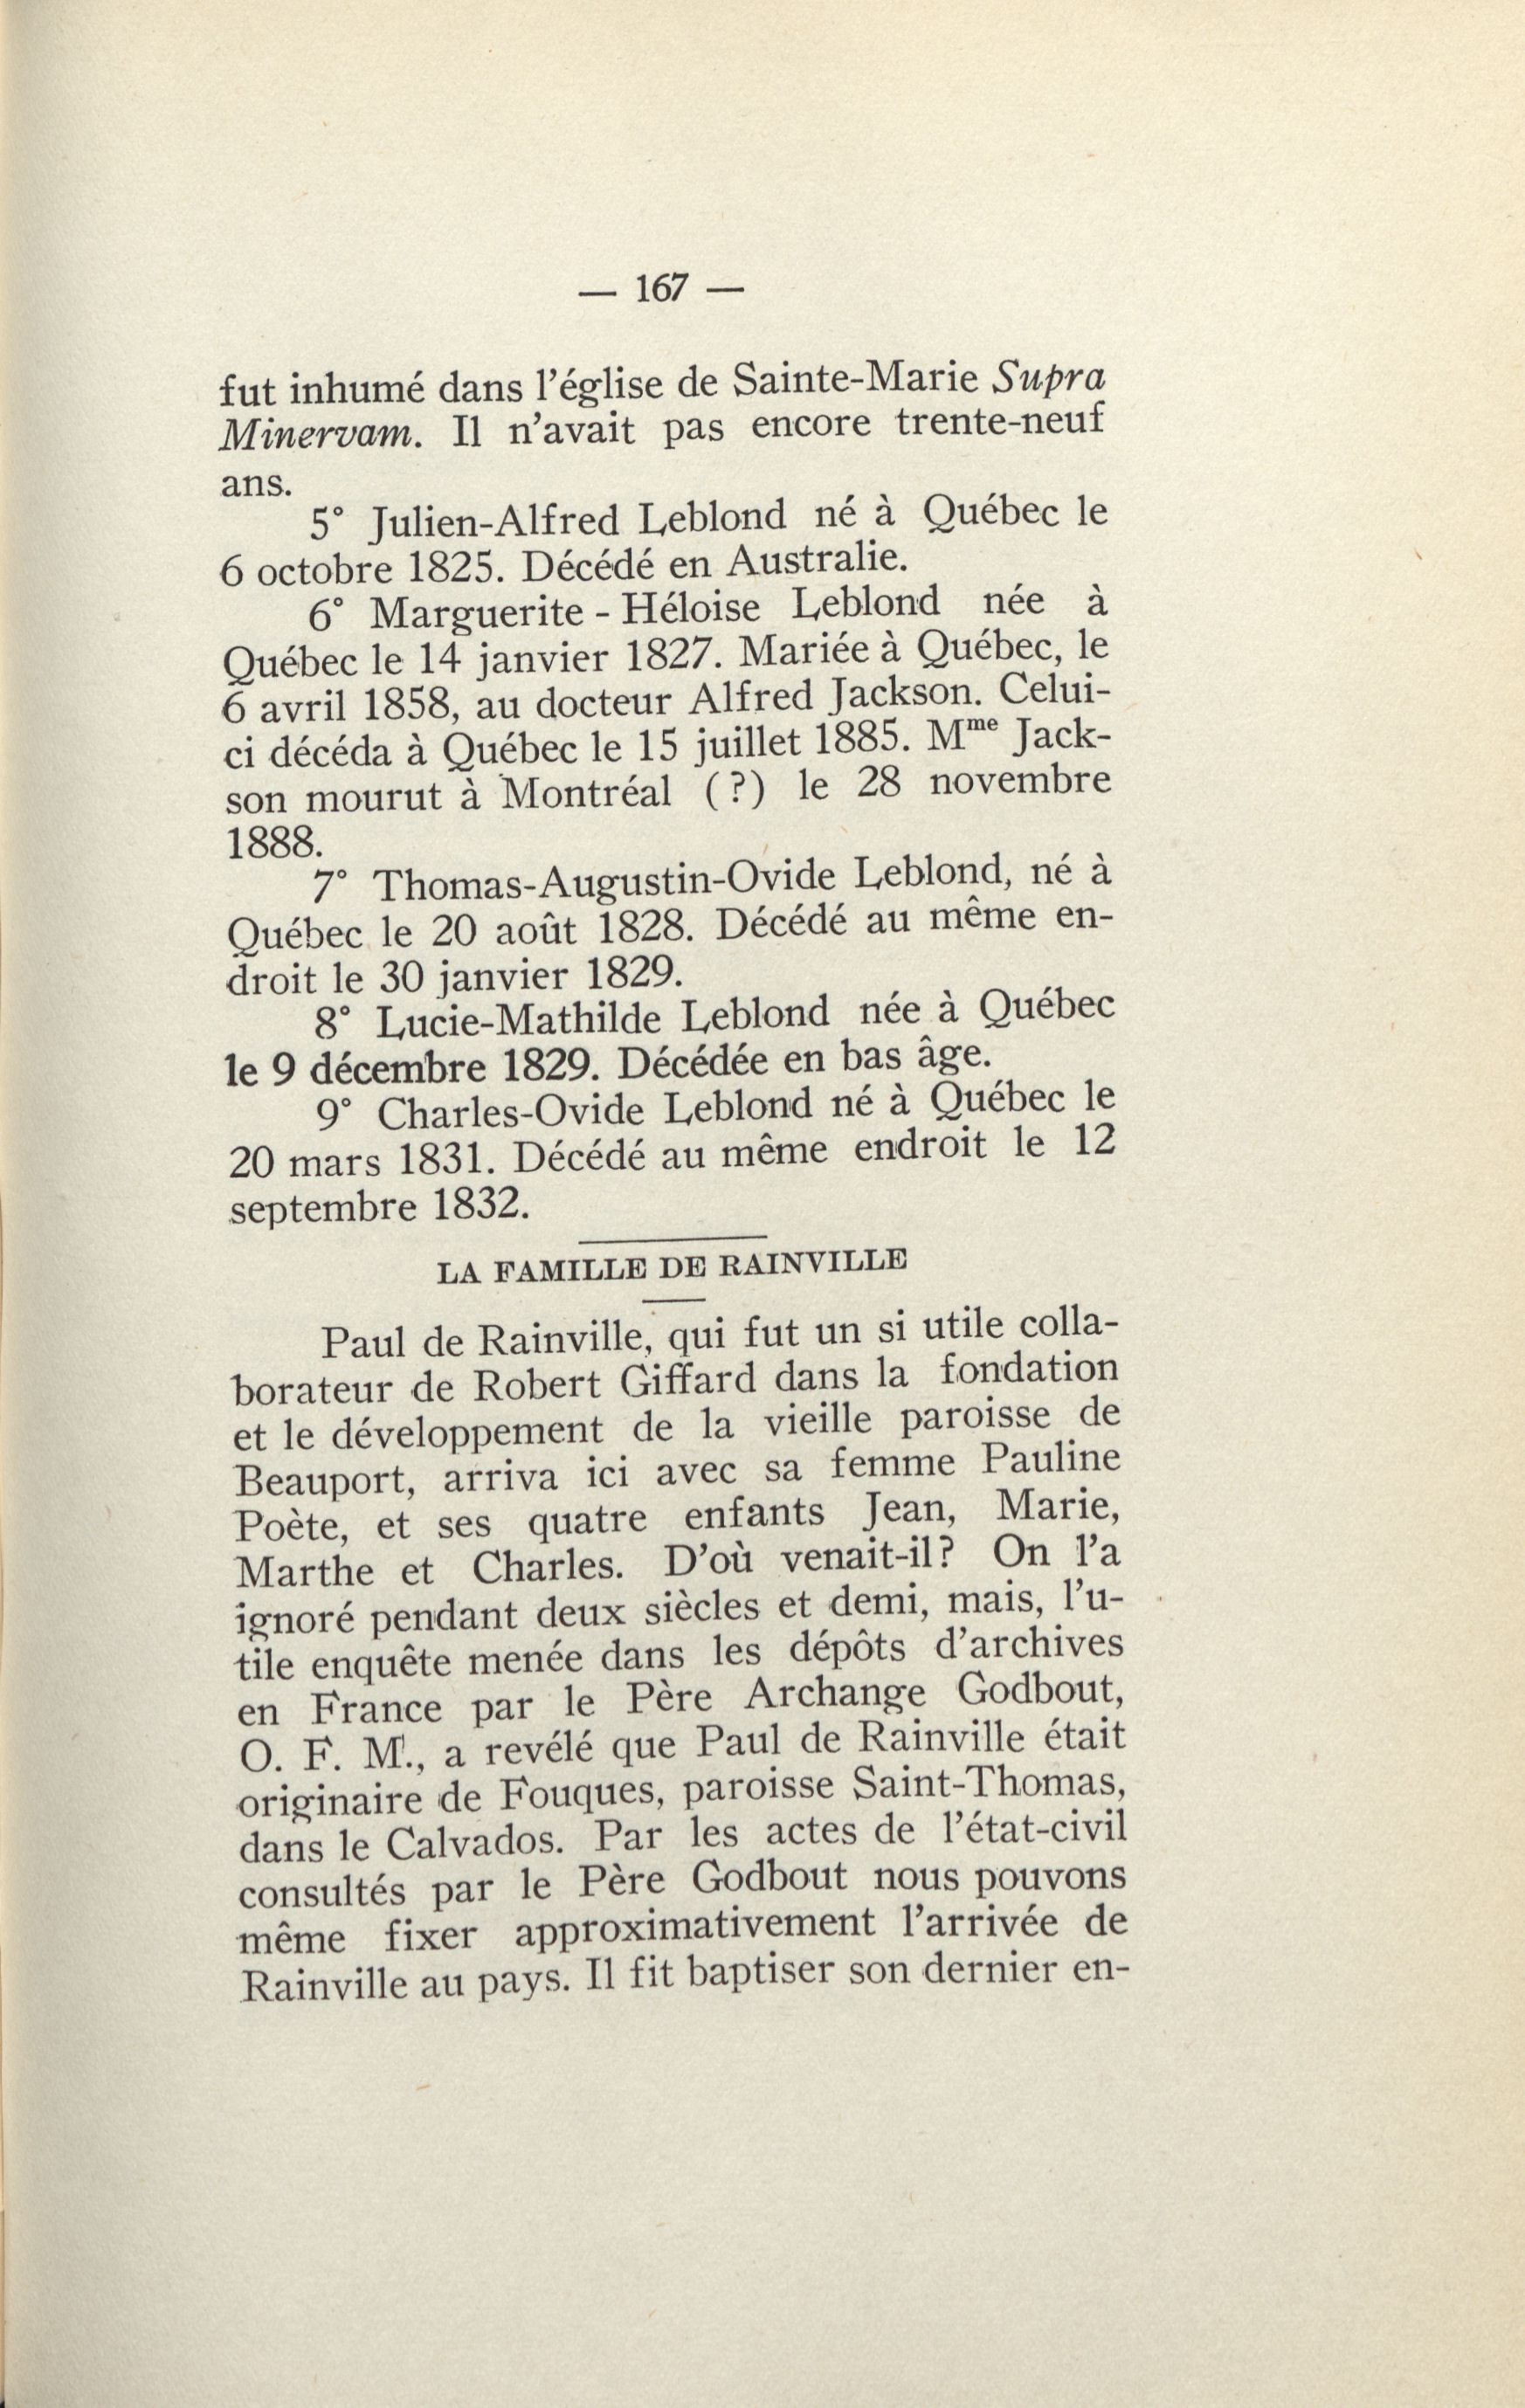 — 167 —
fut inhumé dans l'église de Sainte-Marie Supra
Minervam. Il n'avait pas encore trente-neuf
ans.
5° Julien-Alfred Leblond né à Québec le
6 octobre 1825. Décédé en Australie.
6° Marguerite - Héloise Leblond née à
Québec le 14 janvier 1827. Mariée à Québec, le
6 avril 1858, au docteur Alfred Jackson. Celui-
ci décéda à Québec le 15 juillet 1885. Mme Jack-
son mourut à Montréal (?) le 28 novembre
1888.
7° Thomas-Augustin-Ovide Leblond, né à
Québec le 20 août 1828. Décédé au même en-
droit le 30 janvier 1829.
8° Lucie-Mathilde Leblond née à Québec
le 9 décembre 1829. Décédée en bas âge.
9° Charles-Ovide Leblond né à Québec le
20 mars 1831. Décédé au même endroit le 12
septembre 1832.
LA FAMILLE DE RAINVILLE
Paul de Rainville, qui fut un si utile colla-
borateur de Robert Giffard dans la fondation
et le développement de la vieille paroisse de
Beauport, arriva ici avec sa femme Pauline
Poète, et ses quatre enfants Jean, Marie,
Marthe et Charles. D'où venait-il? On l'a
ignoré pendant deux siècles et demi, mais, l'u-
tile enquête menée dans les dépôts d'archives
en France par le Père Archange Godbout,
O. F. M., a revélé que Paul de Rainville était
originaire de Fouques, paroisse Saint-Thomas,
dans le Calvados. Par les actes de l'état-civil
consultés par le Père Godbout nous pouvons
même fixer approximativement l'arrivée de
Rainville au pays. Il fit baptiser son dernier en-